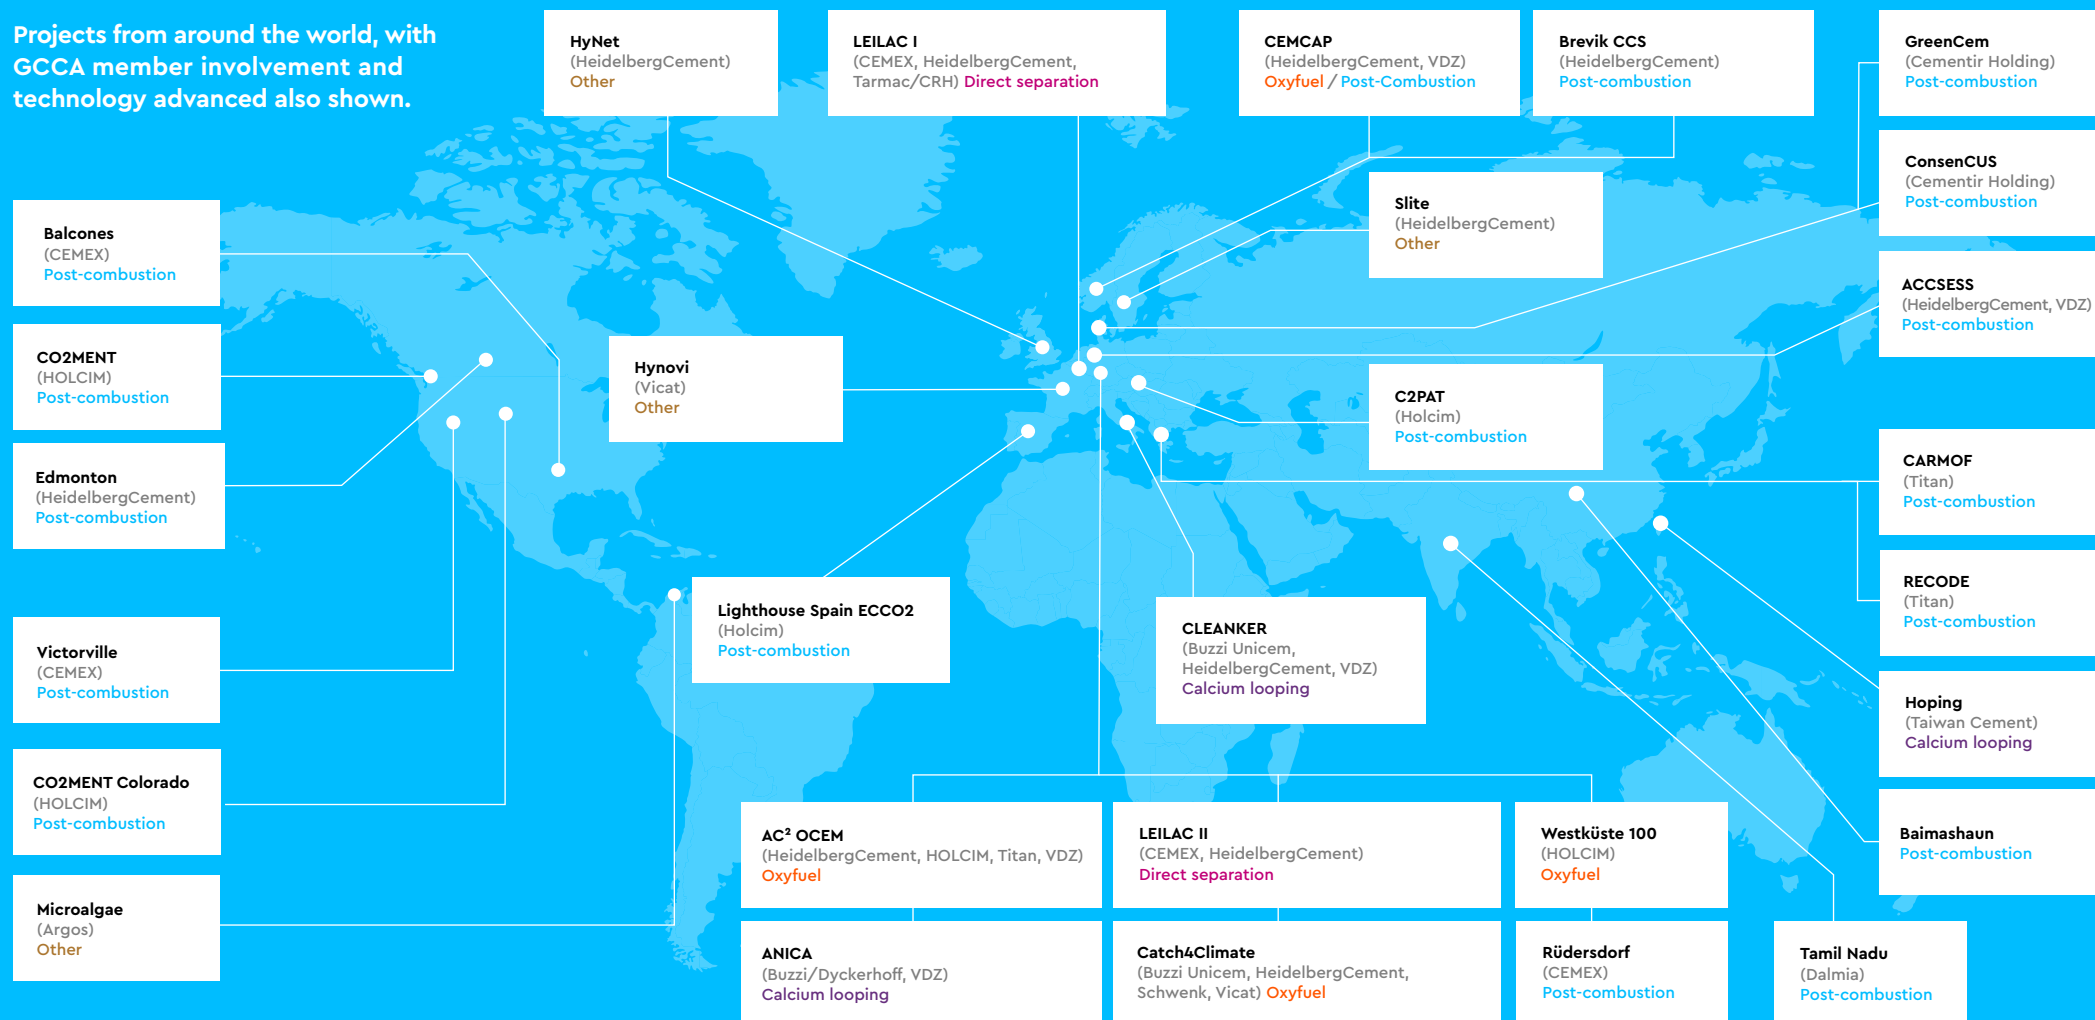 Projects from around the world, with
GCCA member involvement and
technology advanced also shown.
HyNet
(HeidelbergCement)
Other
LEILAC I
(CEMEX, HeidelbergCement,
Tarmac/CRH) Direct separation
CEMCAP
(HeidelbergCement, VDZ)
Oxyfuel / Post-Combustion
Brevik CCS
(HeidelbergCement)
Post-combustion
GreenCem
(Cementir Holding)
Post-combustion
ConsenCUS
(Cementir Holding)
Post-combustion
Slite
(HeidelbergCement)
Other
Balcones
(CEMEX)
Post-combustion
ACCSESS
(HeidelbergCement, VDZ)
Post-combustion
CO2MENT
(HOLCIM)
Post-combustion
Hynovi
(Vicat)
Other
C2PAT
(Holcim)
Post-combustion
Edmonton
(HeidelbergCement)
Post-combustion
CARMOF
(Titan)
Post-combustion
RECODE
(Titan)
Post-combustion
Lighthouse Spain ECCO2
(Holcim)
Post-combustion
CLEANKER
(Buzzi Unicem,
HeidelbergCement, VDZ)
Calcium looping
Victorville
(CEMEX)
Post-combustion
Hoping
(Taiwan Cement)
Calcium looping
CO2MENT Colorado
(HOLCIM)
Post-combustion
AC² OCEM
(HeidelbergCement, HOLCIM, Titan, VDZ)
Oxyfuel
LEILAC II
(CEMEX, HeidelbergCement)
Direct separation
Westküste 100
(HOLCIM)
Oxyfuel
Baimashaun
Post-combustion
Microalgae
(Argos)
Other
ANICA
(Buzzi/Dyckerhoff, VDZ)
Calcium looping
Catch4Climate
(Buzzi Unicem, HeidelbergCement,
Schwenk, Vicat) Oxyfuel
Rüdersdorf
(CEMEX)
Post-combustion
Tamil Nadu
(Dalmia)
Post-combustion